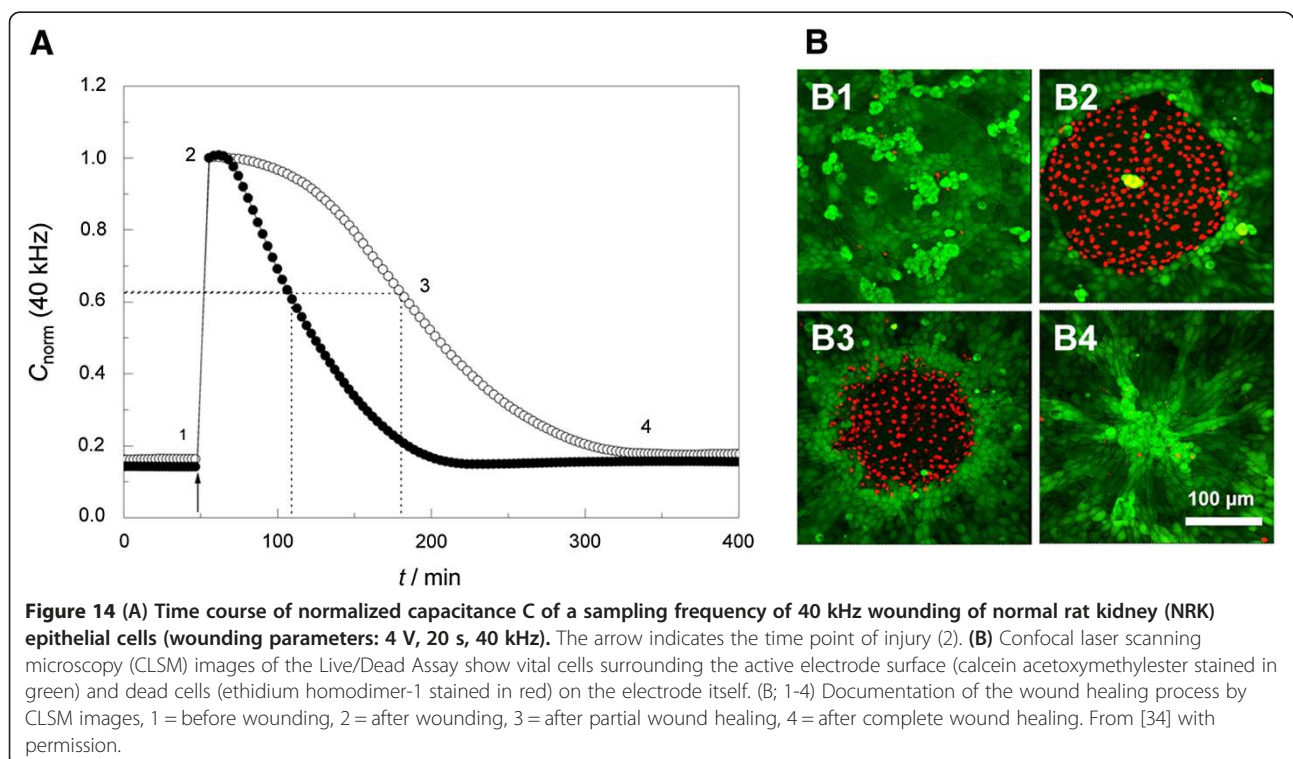 A
B
1.2
1.0
0.8
0.6
0.4
0.2
0.0
C norm (40 kHz)
2
3
1
4
0
100
200
300
400
t / min
B1
B2
B3
B4
100 µm
Figure 14 (A) Time course of normalized capacitance C of a sampling frequency of 40 kHz wounding of normal rat kidney (NRK)
epithelial cells (wounding parameters: 4 V, 20 s, 40 kHz). The arrow indicates the time point of injury (2). (B) Confocal laser scanning
microscopy (CLSM) images of the Live/Dead Assay show vital cells surrounding the active electrode surface (calcein acetoxymethylester stained in
green) and dead cells (ethidium homodimer-1 stained in red) on the electrode itself. (B; 1-4) Documentation of the wound healing process by
CLSM images, 1 = before wounding, 2 = after wounding, 3 = after partial wound healing, 4 = after complete wound healing. From [34] with
permission.